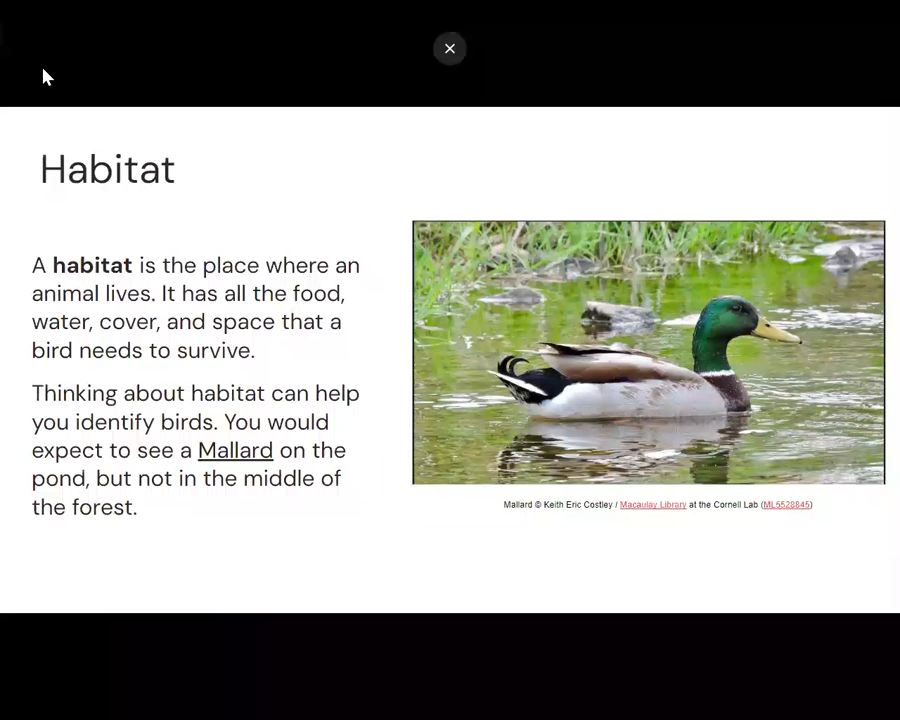 Habitat
A habitat is the place where an
animal lives. It has all the food,
water, cover, and space that a
bird needs to survive.
Thinking about habitat can help
you identify birds. You would
expect to see a Mallard on the
pond, but not in the middle of
the forest.
Mallard © Keith Eric Costley / Macaulay Library at the Cornell Lab (ML5528845)